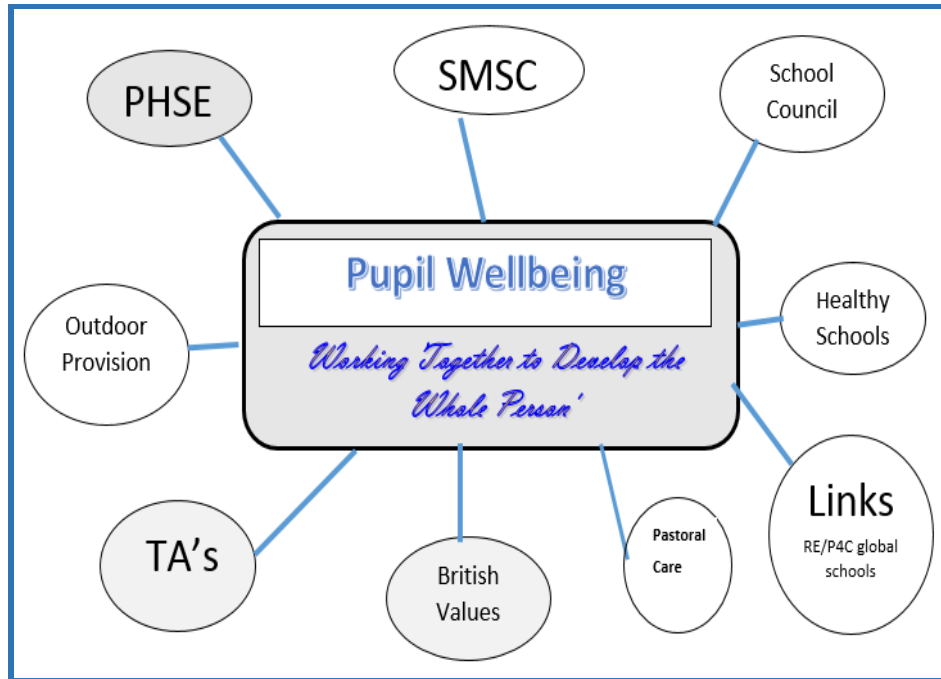 PHSE
SMSC
School
Council
Pupil Wellbeing
Working Together to Develop the
Whole Person'
Outdoor
Provision
Healthy
Schools
TA's
British
Values
Pastoral
Care
Links
RE/P4C global
schools